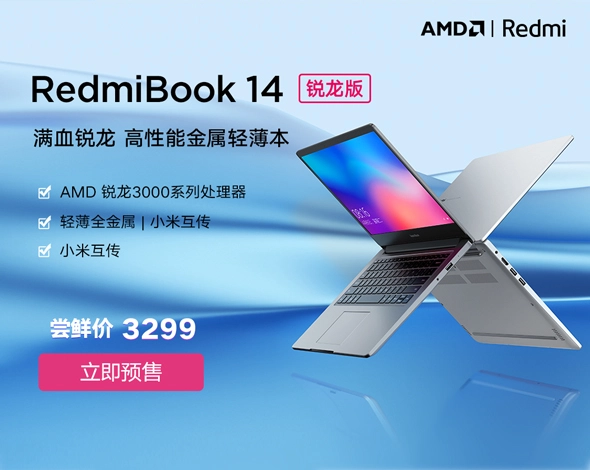 AMD | Redmi
RedmiBook 14 锐龙版
满血锐龙 高性能金属轻薄本
AMD 锐龙3000系列处理器
轻薄全金属 | 小米互传
小米互传
尝鲜价 3299
立即预售